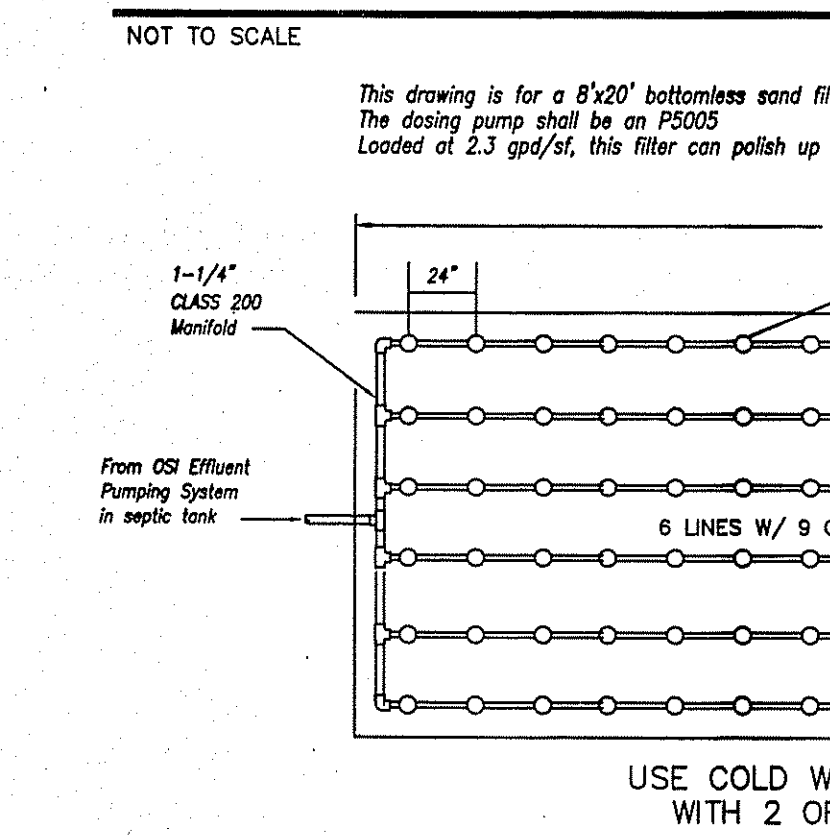 NOT TO SCALE
This drawing is for a 8'x20' bottomless sand fil
The dosing pump shall be an P5005
Loaded at 2.3 gpd/sf, this filter can polish up
1-1/4"
CLASS 200
Manifold
24"
From OSI Effluent
Pumping System
in septic tank
6 LINES W/ 9
USE COLD W
WITH 2 OF